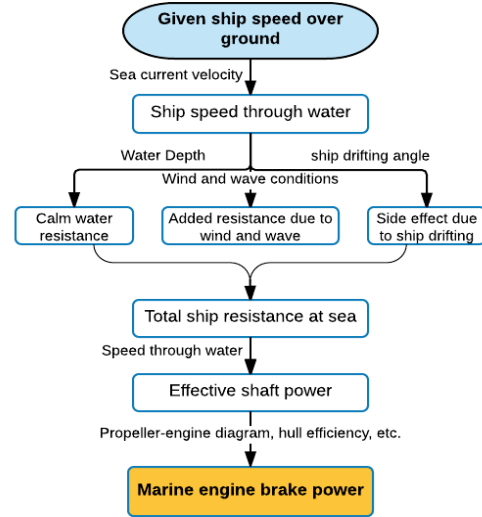 Given ship speed over
ground
Sea current velocity
Ship speed through water
Water Depth
ship drifting angle
Wind and wave conditions
Calm water
resistance
Added resistance due to
wind and wave
Side effect due
to ship drifting
Total ship resistance at sea
Speed through water
Effective shaft power
Propeller-engine diagram, hull efficiency, etc.
Marine engine brake power